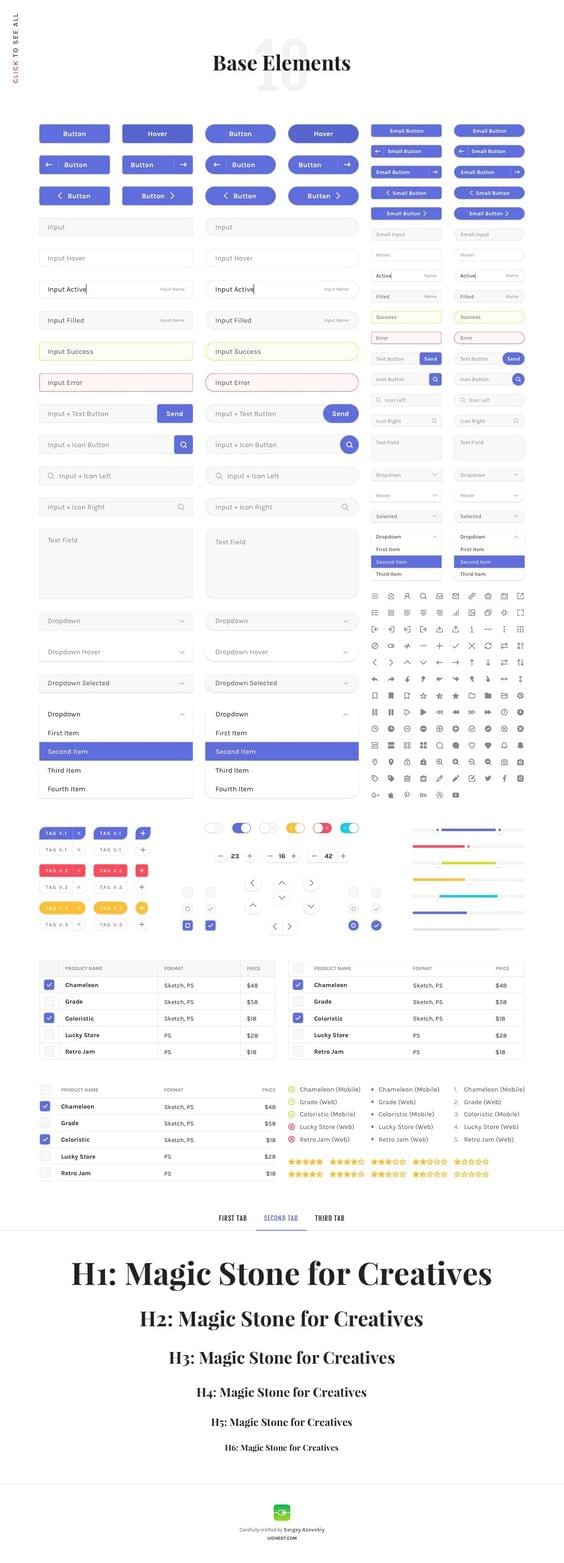 CLICK TO SEE ALL
10
Base Elements
Button
Hover
Button
Hover
Small Button
Small Button
Button
Button
Button
Button
Small Button
Small Button
Small Button
Small Button
Button
Button
Button
Button
Small Button
Small Button
Small Button
Small Button
Input
Input
Small Input
Small Input
Input Hover
Input Hover
Hover
Hover
Input Active
Input Name
Input Active
Input Name
Active
Name
Active
Name
Input Filled
Input Name
Input Filled
Input Name
Filled
Name
Filled
Name
Input Success
Input Success
Success
Success
Input Error
Input Error
Error
Error
Input + Text Button
Send
Input + Text Button
Send
Text Button
Send
Text Button
Send
Input + Icon Button
Input + Icon Button
Icon Button
Icon Button
Input + Icon Left
Input + Icon Left
Icon Left
Icon Left
Input + Icon Right
Input + Icon Right
Icon Right
Icon Right
Text Field
Text Field
Text Field
Text Field
Dropdown
Dropdown
Dropdown
Dropdown
Dropdown Hover
Dropdown Hover
Hover
Hover
Dropdown Selected
Dropdown Selected
Selected
Selected
Dropdown
Dropdown
Dropdown
Dropdown
First Item
First Item
First Item
First Item
Second Item
Second Item
Second Item
Second Item
Third Item
Third Item
Third Item
Third Item
Fourth Item
Fourth Item
TAG V.1
TAG V.1
TAG V.1
TAG V.1
TAG V.2
TAG V.2
TAG V.2
TAG V.2
TAG V.3
TAG V.3
TAG V.3
TAG V.3
23
16
42
PRODUCT NAME FORMAT PRICE
Chameleon Sketch, PS $48
Grade Sketch, PS $58
Coloristic Sketch, PS $18
Lucky Store PS $28
Retro Jam PS $18
PRODUCT NAME FORMAT PRICE
Chameleon Sketch, PS $48
Grade Sketch, PS $58
Coloristic Sketch, PS $18
Lucky Store PS $28
Retro Jam PS $18
PRODUCT NAME FORMAT PRICE
Chameleon Sketch, PS $48
Grade Sketch, PS $58
Coloristic Sketch, PS $18
Lucky Store PS $28
Retro Jam PS $18
Chameleon (Mobile)
Grade (Web)
Coloristic (Mobile)
Lucky Store (Web)
Retro Jam (Web)
Chameleon (Mobile)
Grade (Web)
Coloristic (Mobile)
Lucky Store (Web)
Retro Jam (Web)
1. Chameleon (Mobile)
2. Grade (Web)
3. Coloristic (Mobile)
4. Lucky Store (Web)
5. Retro Jam (Web)
FIRST TAB SECOND TAB THIRD TAB
H1: Magic Stone for Creatives
H2: Magic Stone for Creatives
H3: Magic Stone for Creatives
H4: Magic Stone for Creatives
H5: Magic Stone for Creatives
H6: Magic Stone for Creatives
Carefully crafted by Sergey Azovskiy
UICHEST.COM